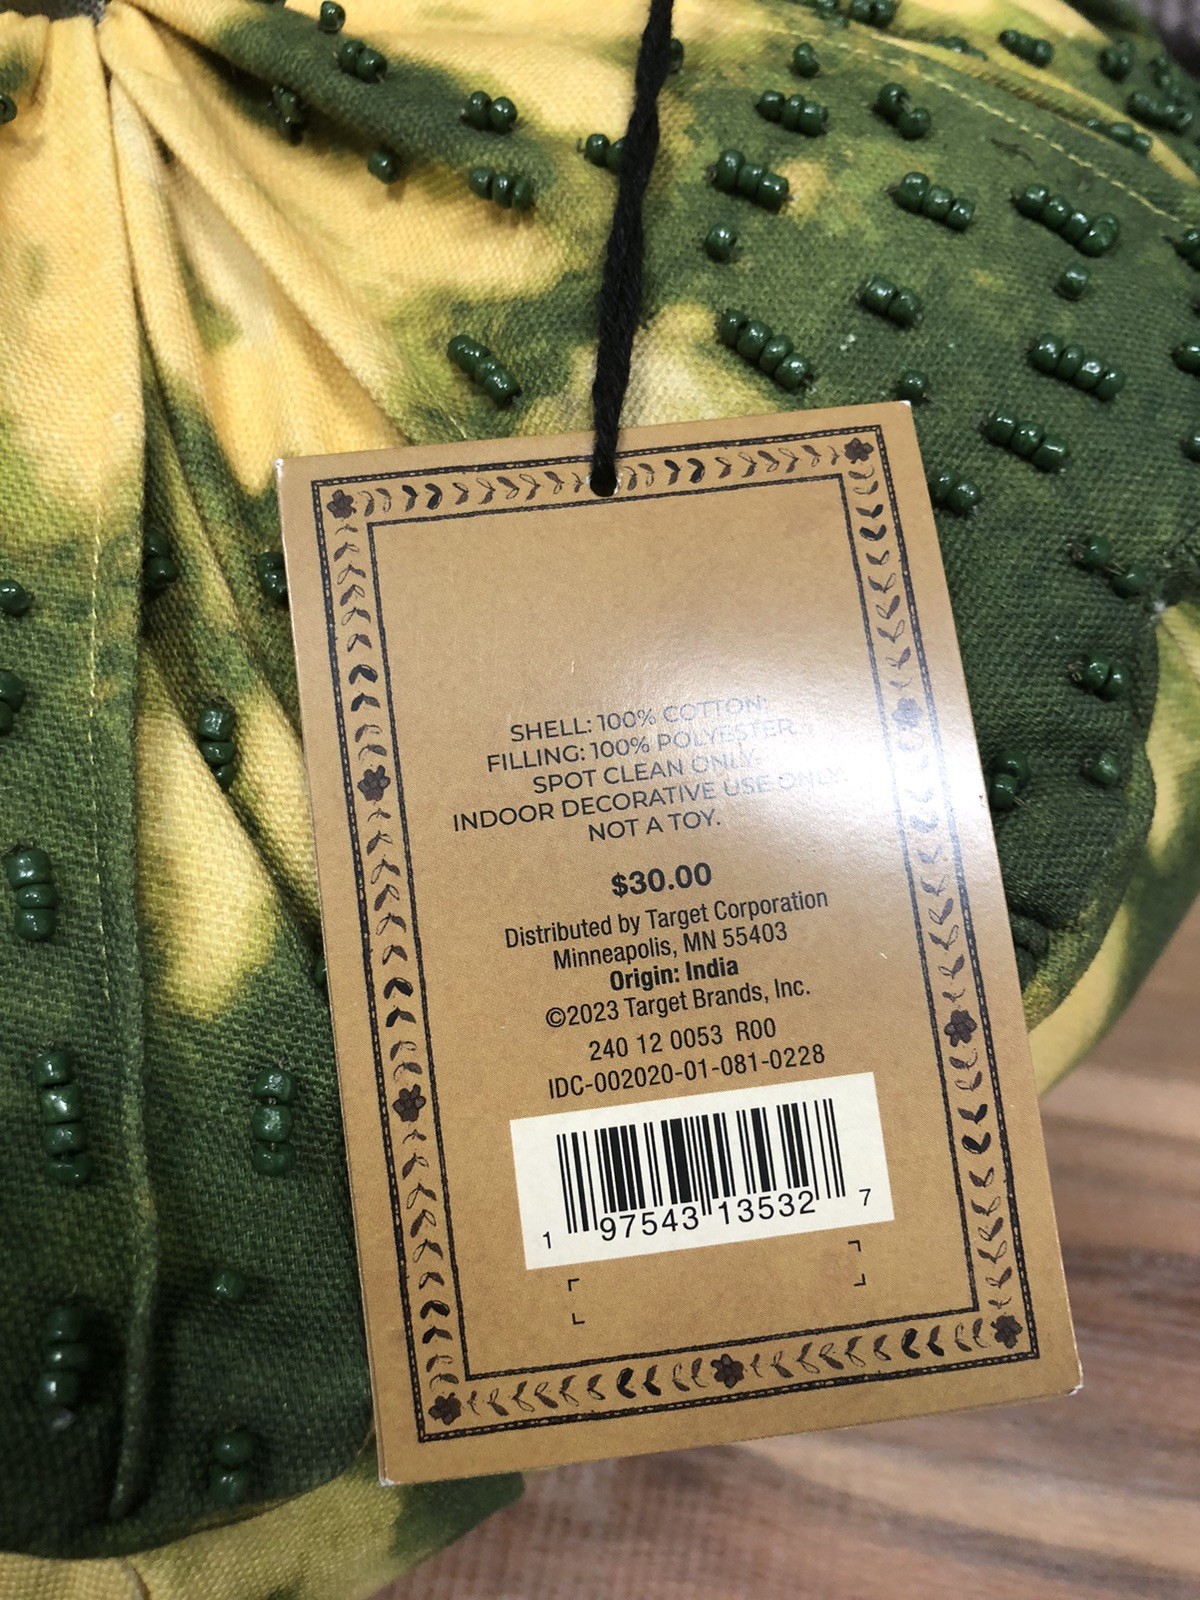 SHELL: 100% COTTON;
FILLING: 100% POLYESTER.
SPOT CLEAN ONLY.
INDOOR DECORATIVE USE ONLY.
NOT A TOY.
$30.00
Distributed by Target Corporation
Minneapolis, MN 55403
Origin: India
©2023 Target Brands, Inc.
240 12 0053 R00
IDC-002020-01-081-0228
1 97543 13532 7